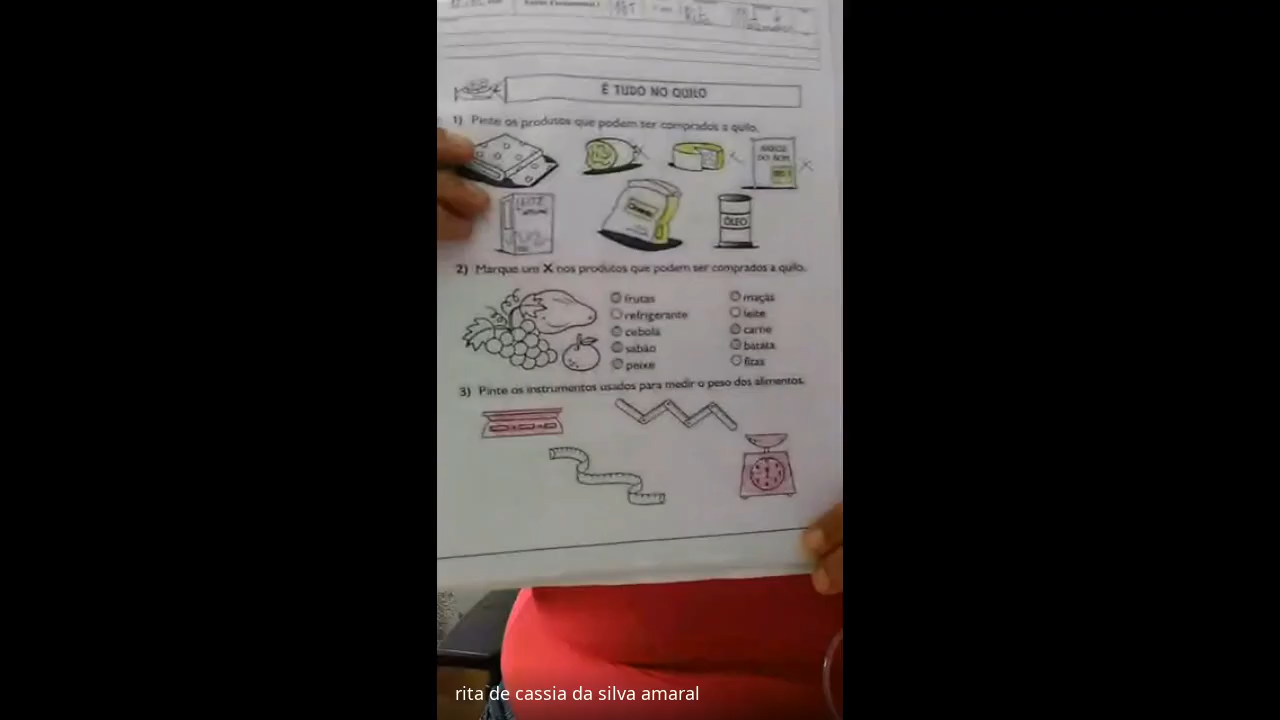 É TUDO NO QUILO
1) Pinte os produtos que podem ser comprados a quilo.
ARROZ
DO BOM
LEITE
ÓLEO
2) Marque um X nos produtos que podem ser comprados a quilo.
frutas
refrigerante
cebola
sabão
peixe
maçãs
leite
carne
batata
fitas
3) Pinte os instrumentos usados para medir o peso dos alimentos.
rita de cassia da silva amaral